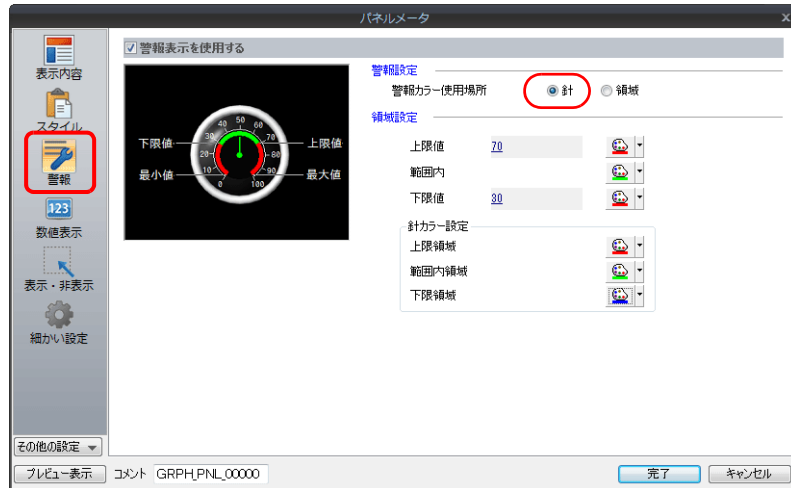 パネルメータ
x
表示内容
スタイル
警報
123
数値表示
表示・非表示
細かい設定
その他の設定
警報表示を使用する
下限値
最小値
上限値
最大値
0 10 20 30 40 50 60 70 80 90 100
警報設定
警報カラー使用場所 針 領域
領域設定
上限値 70
範囲内
下限値 30
針カラー設定
上限領域
範囲内領域
下限領域
プレビュー表示 コメント GRPH_PNL_00000 完了 キャンセル